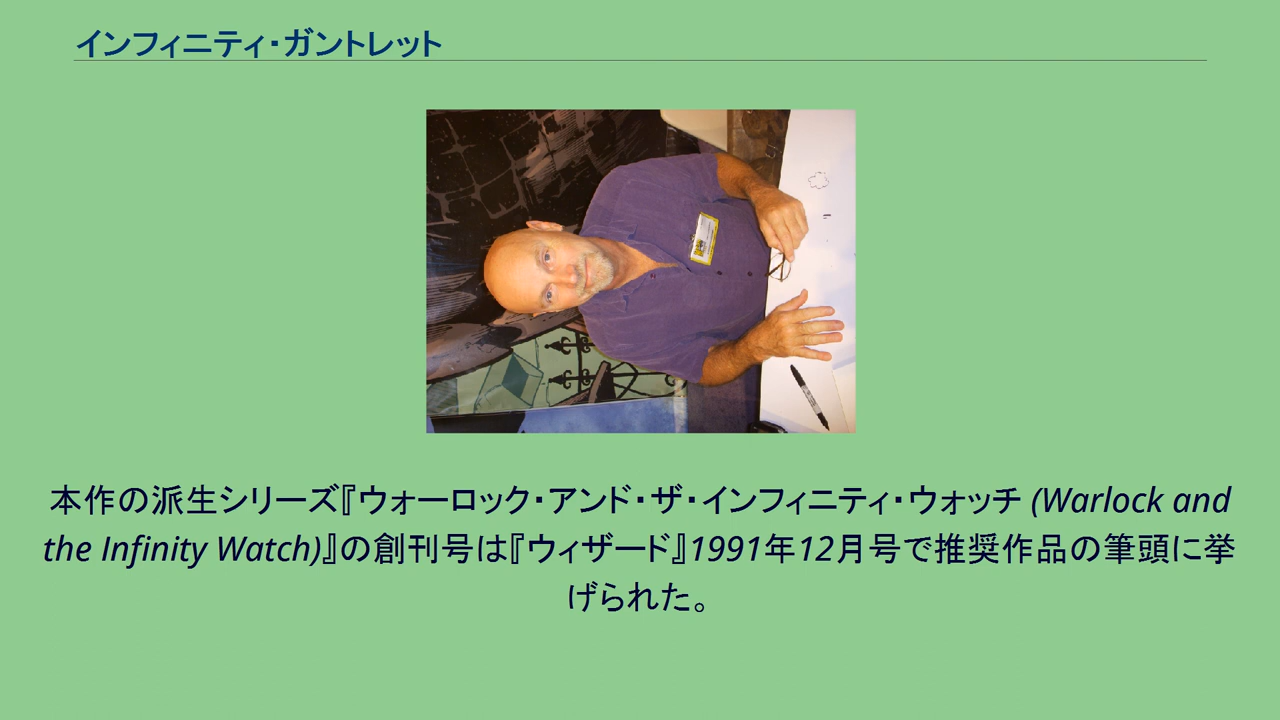 インフィニティ・ガントレット
本作の派生シリーズ『ウォーロック・アンド・ザ・インフィニティ・ウォッチ (Warlock and
the Infinity Watch)』の創刊号は『ウィザード』1991年12月号で推奨作品の筆頭に挙
げられた。